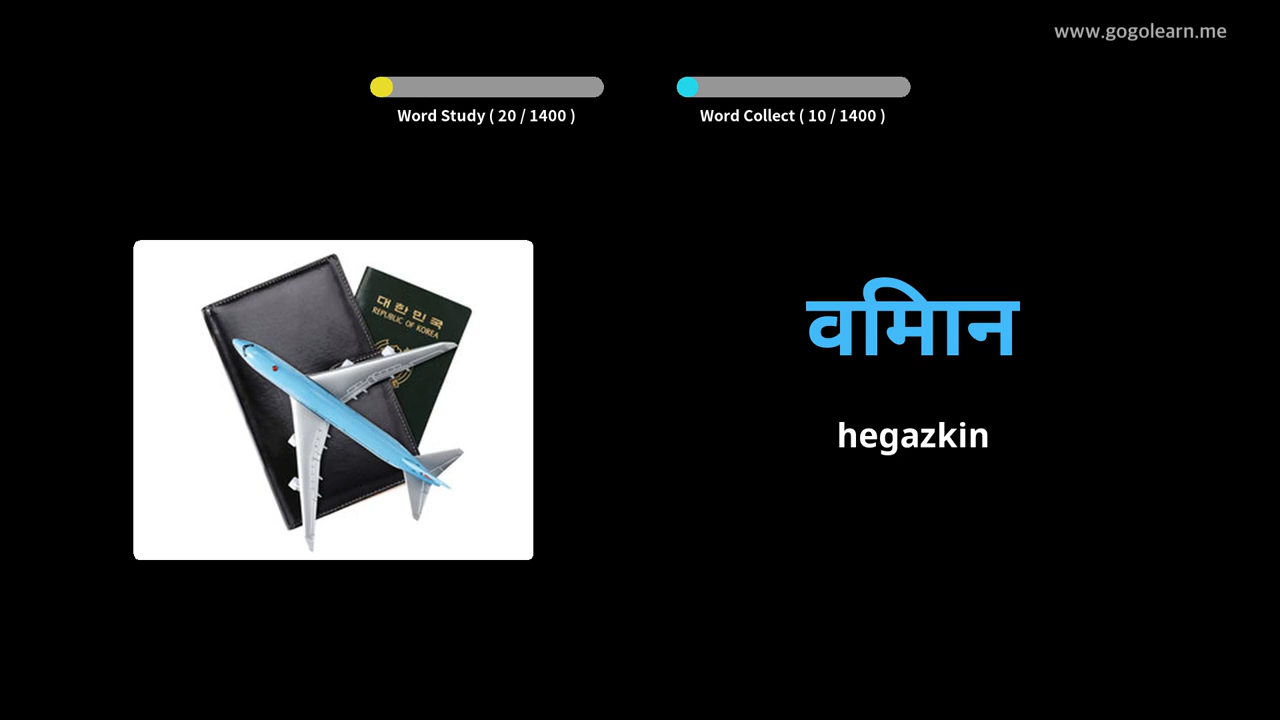 www.gogolearn.me
Word Study ( 20 / 1400 )
Word Collect ( 10 / 1400 )
대한민국
REPUBLIC OF KOREA
विमान
hegazkin